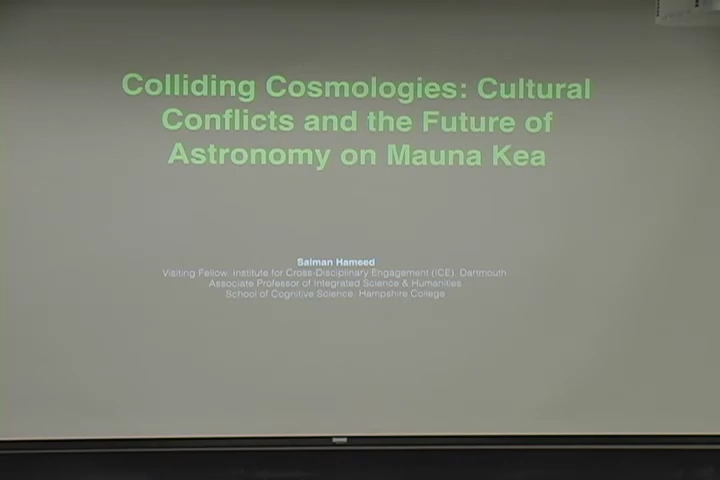 Colliding Cosmologies: Cultural
Conflicts and the Future of
Astronomy on Mauna Kea
Salman Hameed
Visiting Fellow, Institute for Cross-Disciplinary Engagement (ICE), Dartmouth
Associate Professor of Integrated Science & Humanities
School of Cognitive Science, Hampshire College